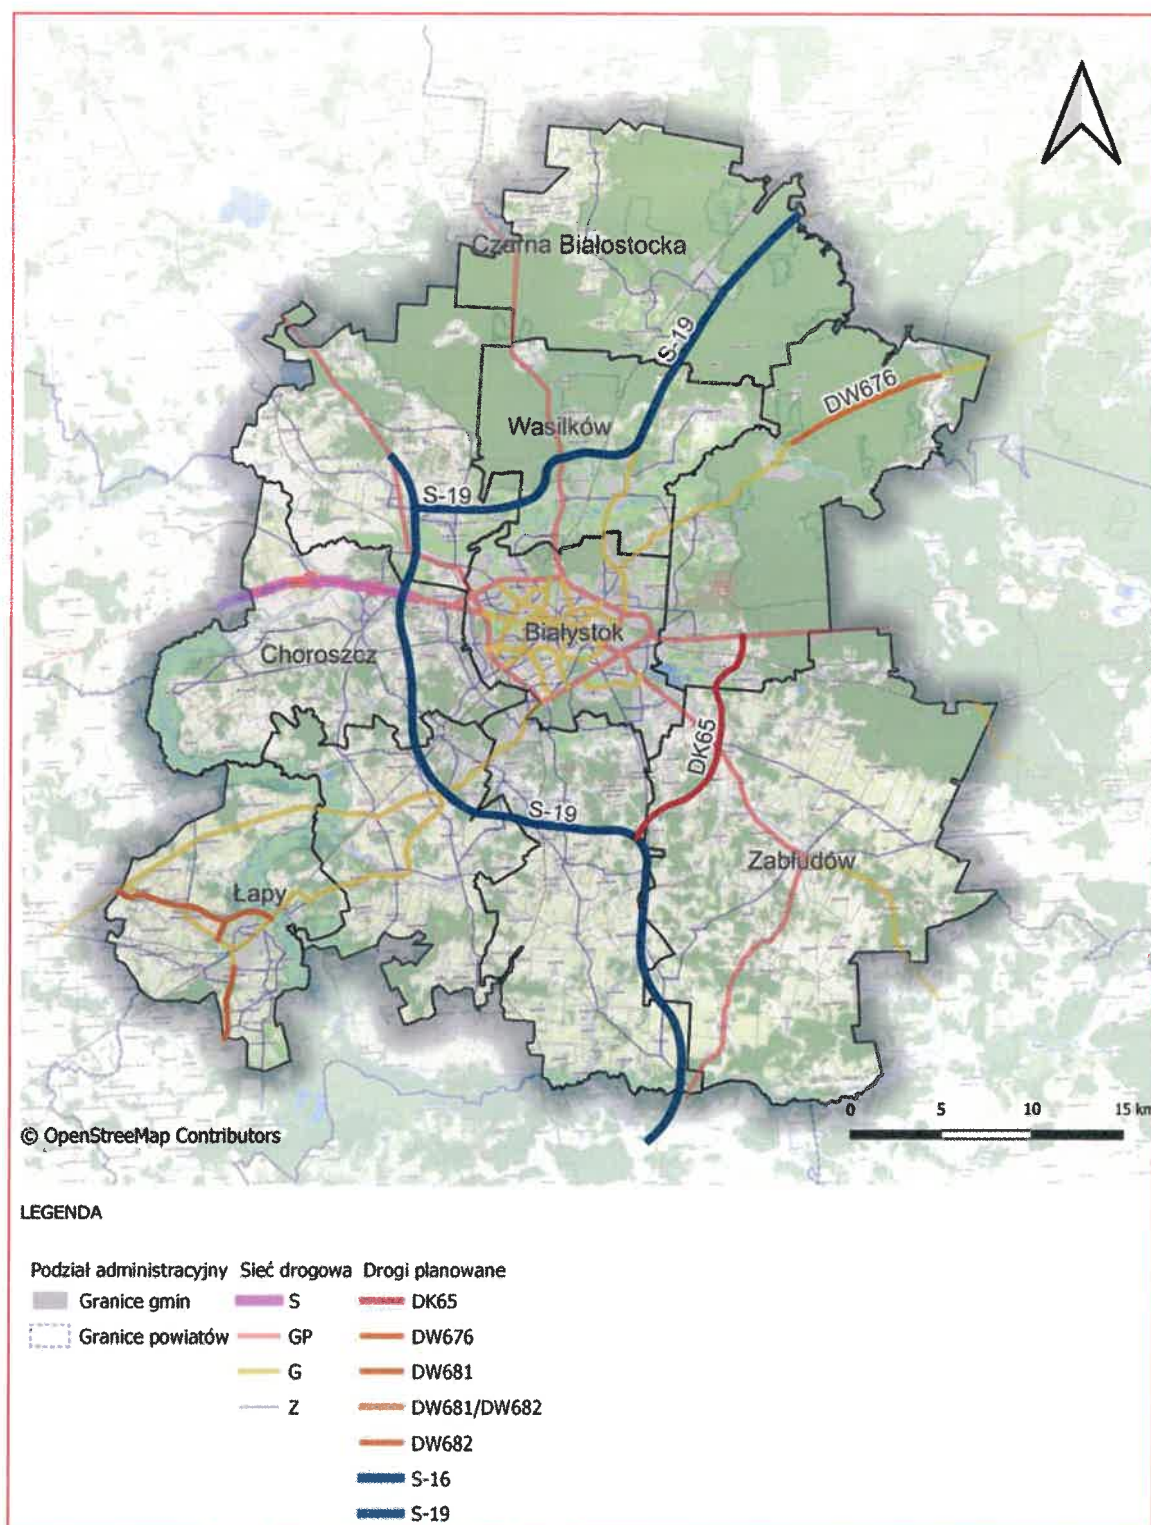 Czarna Białostocka
S-19
DW676
Wasilków
S-19
Białystok
Choroszcz
DK65
S-19
Zabłudów
Łapy
0 5 10 15 km
© OpenStreeMap Contributors
LEGENDA
Podział administracyjny Sieć drogowa Drogi planowane
Granice gmin S DK65
Granice powiatów GP DW676
G DW681
Z DW681/DW682
DW682
S-16
S-19